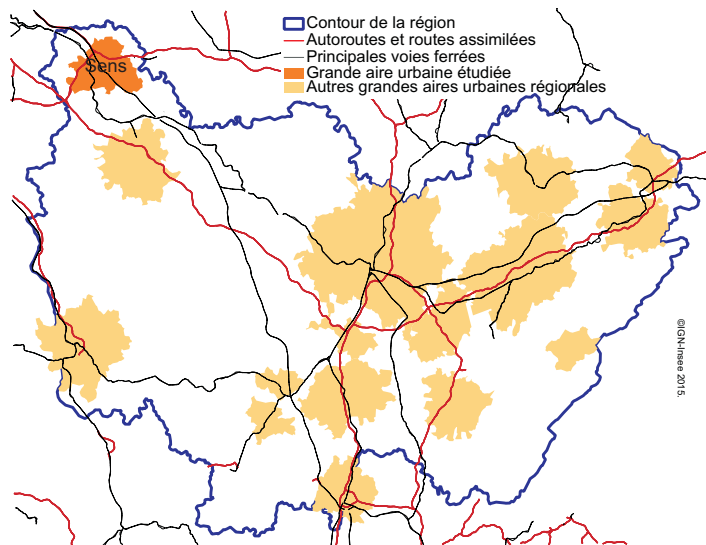 Contour de la région
Autoroutes et routes assimilées
Principales voies ferrées
Grande aire urbaine étudiée
Autres grandes aires urbaines régionales
Sens
©IGN-Insee 2015.